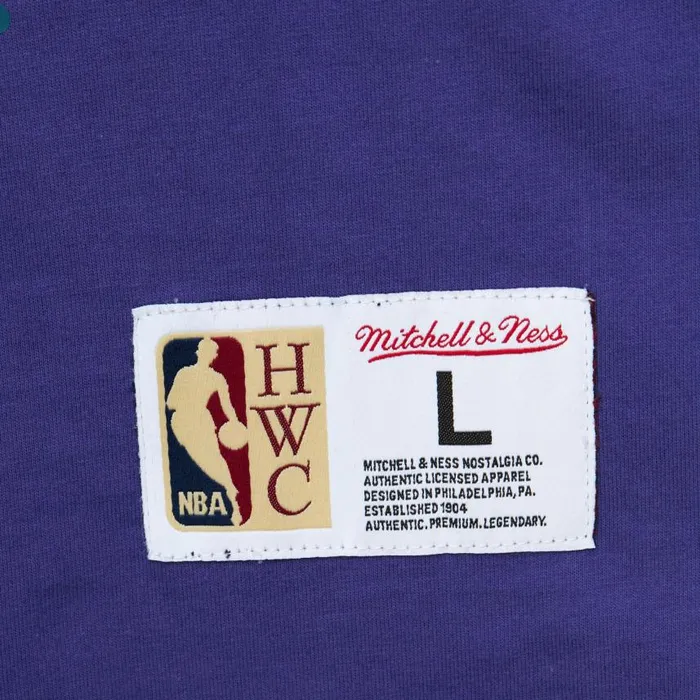 NBA
H
W
C
Mitchell & Ness
L
MITCHELL & NESS NOSTALGIA CO.
AUTHENTIC LICENSED APPAREL
DESIGNED IN PHILADELPHIA, PA.
ESTABLISHED 1904
AUTHENTIC. PREMIUM. LEGENDARY.